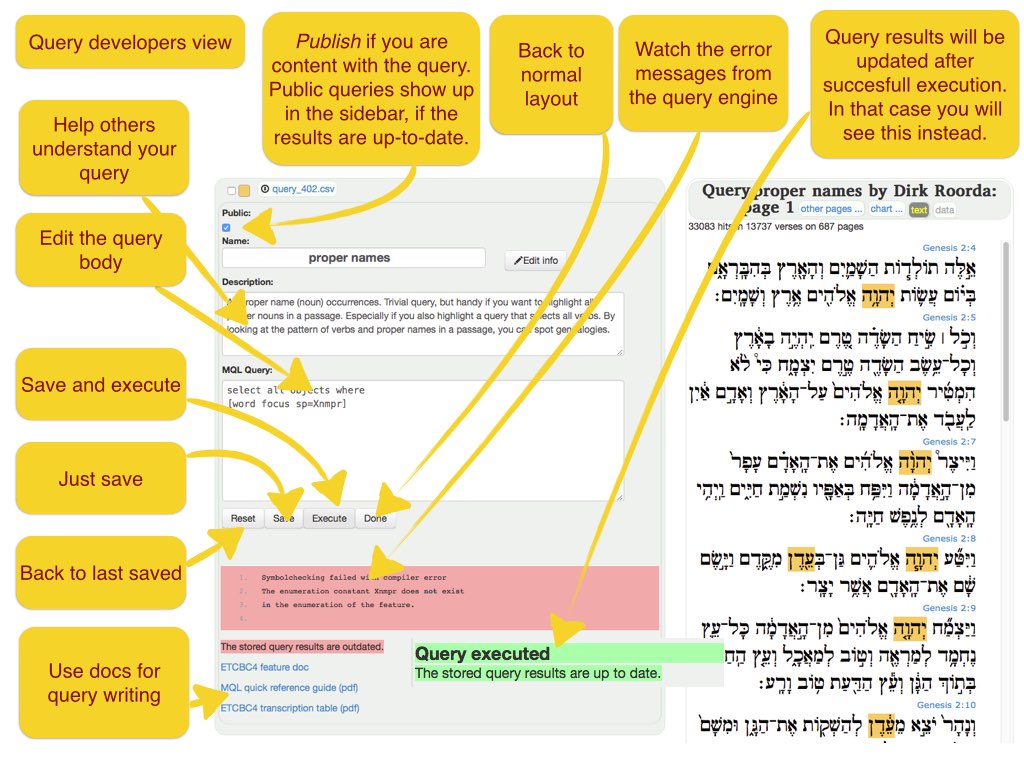 Query developers view
Publish if you are
content with the query.
Public queries show up
in the sidebar, if the
results are up-to-date.
Back to
normal
layout
Watch the error
messages from
the query engine
Query results will be
updated after
succesfull execution.
In that case you will
see this instead.
Help others
understand your
query
Edit the query
body
Save and execute
Just save
Back to last saved
Use docs for
query writing
query_402.csv
Public:
Name:
proper names
Edit info
Description:
proper name (noun) occurrences. Trivial query, but handy if you want to highlight all
nouns in a passage. Especially if you also highlight a query that selects all verbs. By
looking at the pattern of verbs and proper names in a passage, you can spot genealogies.
MQL Query:
select all objects where
[word focus sp=Xnmpr]
Reset Save Execute Done
1. Symbolchecking failed with compiler error
2. The enumeration constant Xnmpr does not exist
3. in the enumeration of the feature.
4.
The stored query results are outdated.
ETCBC4 feature doc
MQL quick reference guide (pdf)
ETCBC4 transcription table (pdf)
Query executed
The stored query results are up to date.
Query proper names by Dirk Roorda:
page 1 other pages ... chart ... text data
33083 hits in 13737 verses on 687 pages
Genesis 2:4
אֵ֣לֶּה תוֹלְד֧וֹת הַשָּׁמַ֛יִם וְהָאָ֖רֶץ בְּהִבָּֽרְאָ֑ם
בְּי֗וֹם עֲשׂ֛וֹת יְהוָ֥ה אֱלֹהִ֖ים אֶ֥רֶץ וְשָׁמָֽיִם׃
Genesis 2:5
וְכֹ֣ל ׀ שִׂ֣יחַ הַשָּׂדֶ֗ה טֶ֚רֶם יִֽהְיֶ֣ה בָאָ֔רֶץ
וְכָל־עֵ֥שֶׂב הַשָּׂדֶ֖ה טֶ֣רֶם יִצְמָ֑ח כִּי֩ לֹ֨א
הִמְטִ֜יר יְהוָ֤ה אֱלֹהִים֙ עַל־הָאָ֔רֶץ וְאָדָ֣ם אַ֔יִן
לַֽעֲבֹ֖ד אֶת־הָֽאֲדָמָֽה׃
Genesis 2:7
וַיִּיצֶר֩ יְהוָ֨ה אֱלֹהִ֜ים אֶת־הָֽאָדָ֗ם עָפָר֙
מִן־הָ֣אֲדָמָ֔ה וַיִּפַּ֥ח בְּאַפָּ֖יו נִשְׁמַ֣ת חַיִּ֑ים וַֽיְהִ֥י
הָֽאָדָ֖ם לְנֶ֥פֶשׁ חַיָּֽה׃
Genesis 2:8
וַיִּטַּ֞ע יְהוָ֧ה אֱלֹהִ֛ים גַּן־בְעֵ֖דֶן מִקֶּ֑דֶם וַיָּ֣שֶׂם
שָׁ֔ם אֶת־הָֽאָדָ֖ם אֲשֶׁ֥ר יָצָֽר׃
Genesis 2:9
וַיַּצְמַ֞ח יְהוָ֤ה אֱלֹהִים֙ מִן־הָ֣אֲדָמָ֔ה כָּל־עֵ֛ץ
נֶחְמָ֥ד לְמַרְאֶ֖ה וְט֣וֹב לְמַאֲכָ֑ל וְעֵ֤ץ
בְּת֣וֹךְ הַגָּ֔ן וְעֵ֕ץ הַדַּ֖עַת ט֥וֹב וָרָֽע׃
Genesis 2:10
וְנָהָר֙ יֹצֵ֣א מֵעֵ֔דֶן לְהַשְׁק֖וֹת אֶת־הַגָּ֑ן וּמִשָּׁם֙